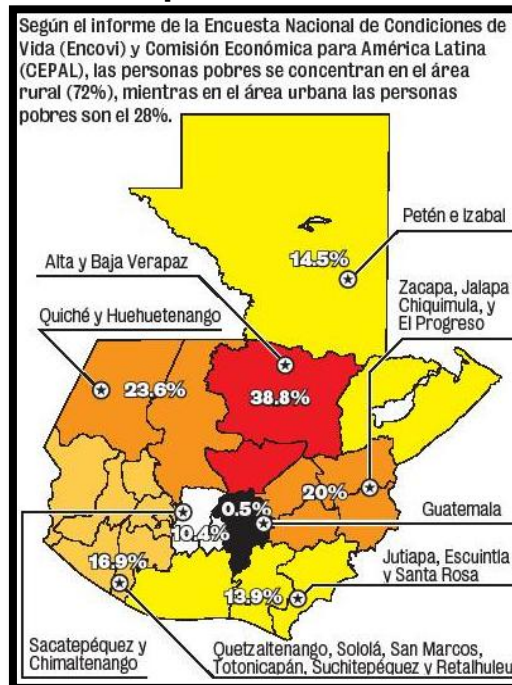 Según el informe de la Encuesta Nacional de Condiciones de
Vida (Encovi) y Comisión Económica para América Latina
(CEPAL), las personas pobres se concentran en el área
rural (72%), mientras en el área urbana las personas
pobres son el 28%.
Petén e Izabal
14.5%
Alta y Baja Verapaz
Zacapa, Jalapa
Chiquimula, y
El Progreso
Quiché y Huehuetenango
23.6%
38.8%
20%
0.5%
Guatemala
10.4%
Jutiapa, Escuintla
y Santa Rosa
16.9%
13.9%
Sacatepéquez y
Chimaltenango
Quetzaltenango, Sololá, San Marcos,
Totonicapán, Suchitepéquez y Retalhuleu